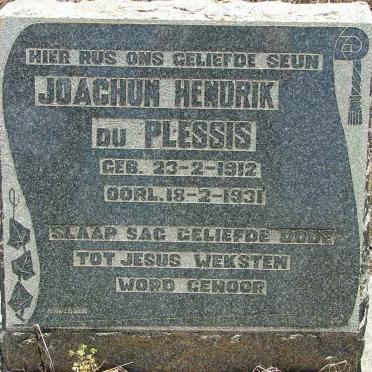 HIER RUS ONS GELIEFDE SEUN
JOACHUM HENDRIK
DU PLESSIS
GEB. 23-2-1912
OORL. 18-2-1931
SLAAP SAG GELIEFDE DODE
TOT JESUS WEKSTEN
WORD GEHOOR